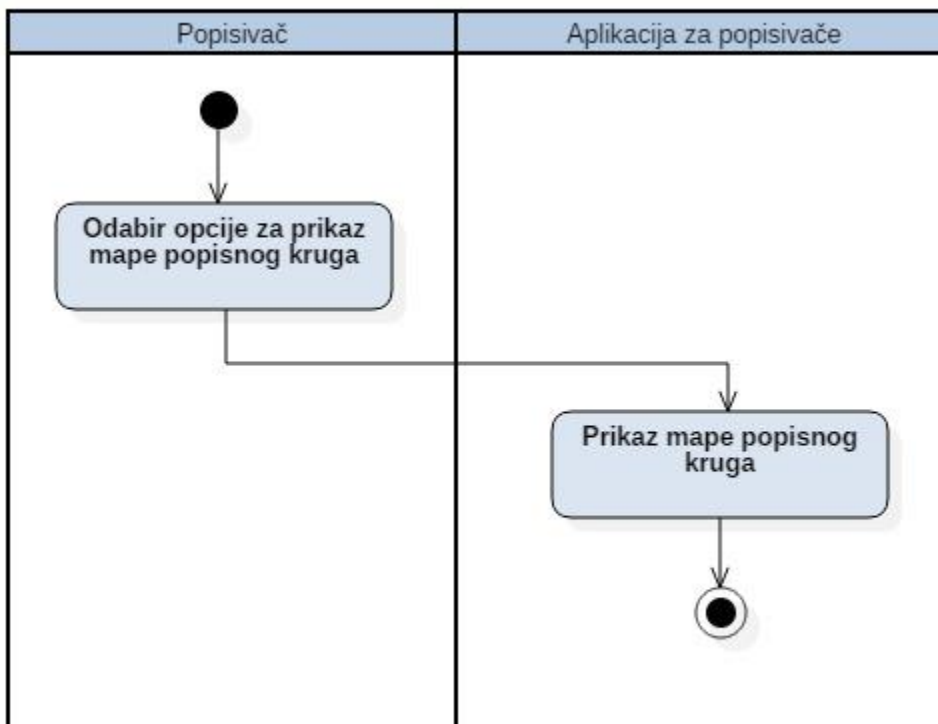 Popisivač
Aplikacija za popisivače
Odabir opcije za prikaz
mape popisnog kruga
Prikaz mape popisnog
kruga